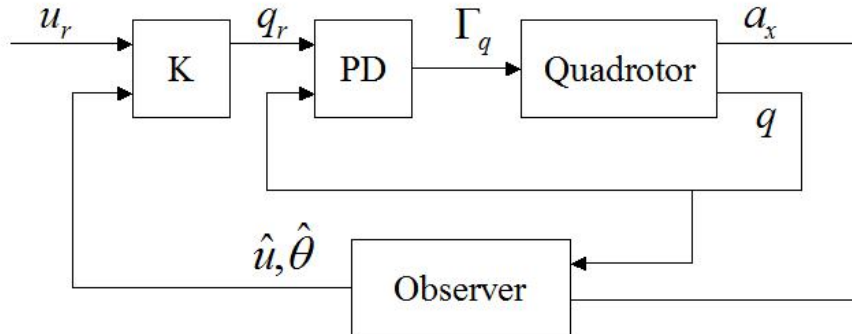 u_r
K
q_r
PD
Γ_q
Quadrotor
a_x
q
û, θ̂
Observer